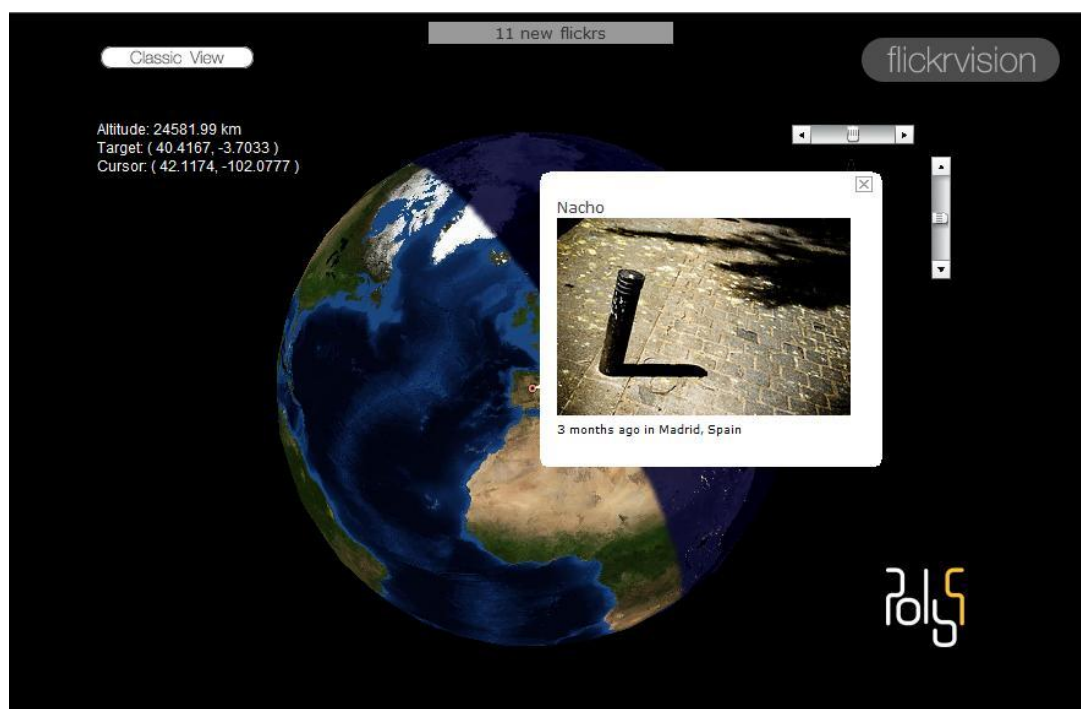 11 new flickrs
Classic View
flickrvision
Altitude: 24581.99 km
Target: ( 40.4167, -3.7033 )
Cursor: ( 42.1174, -102.0777 )
Nacho
3 months ago in Madrid, Spain
Poly9